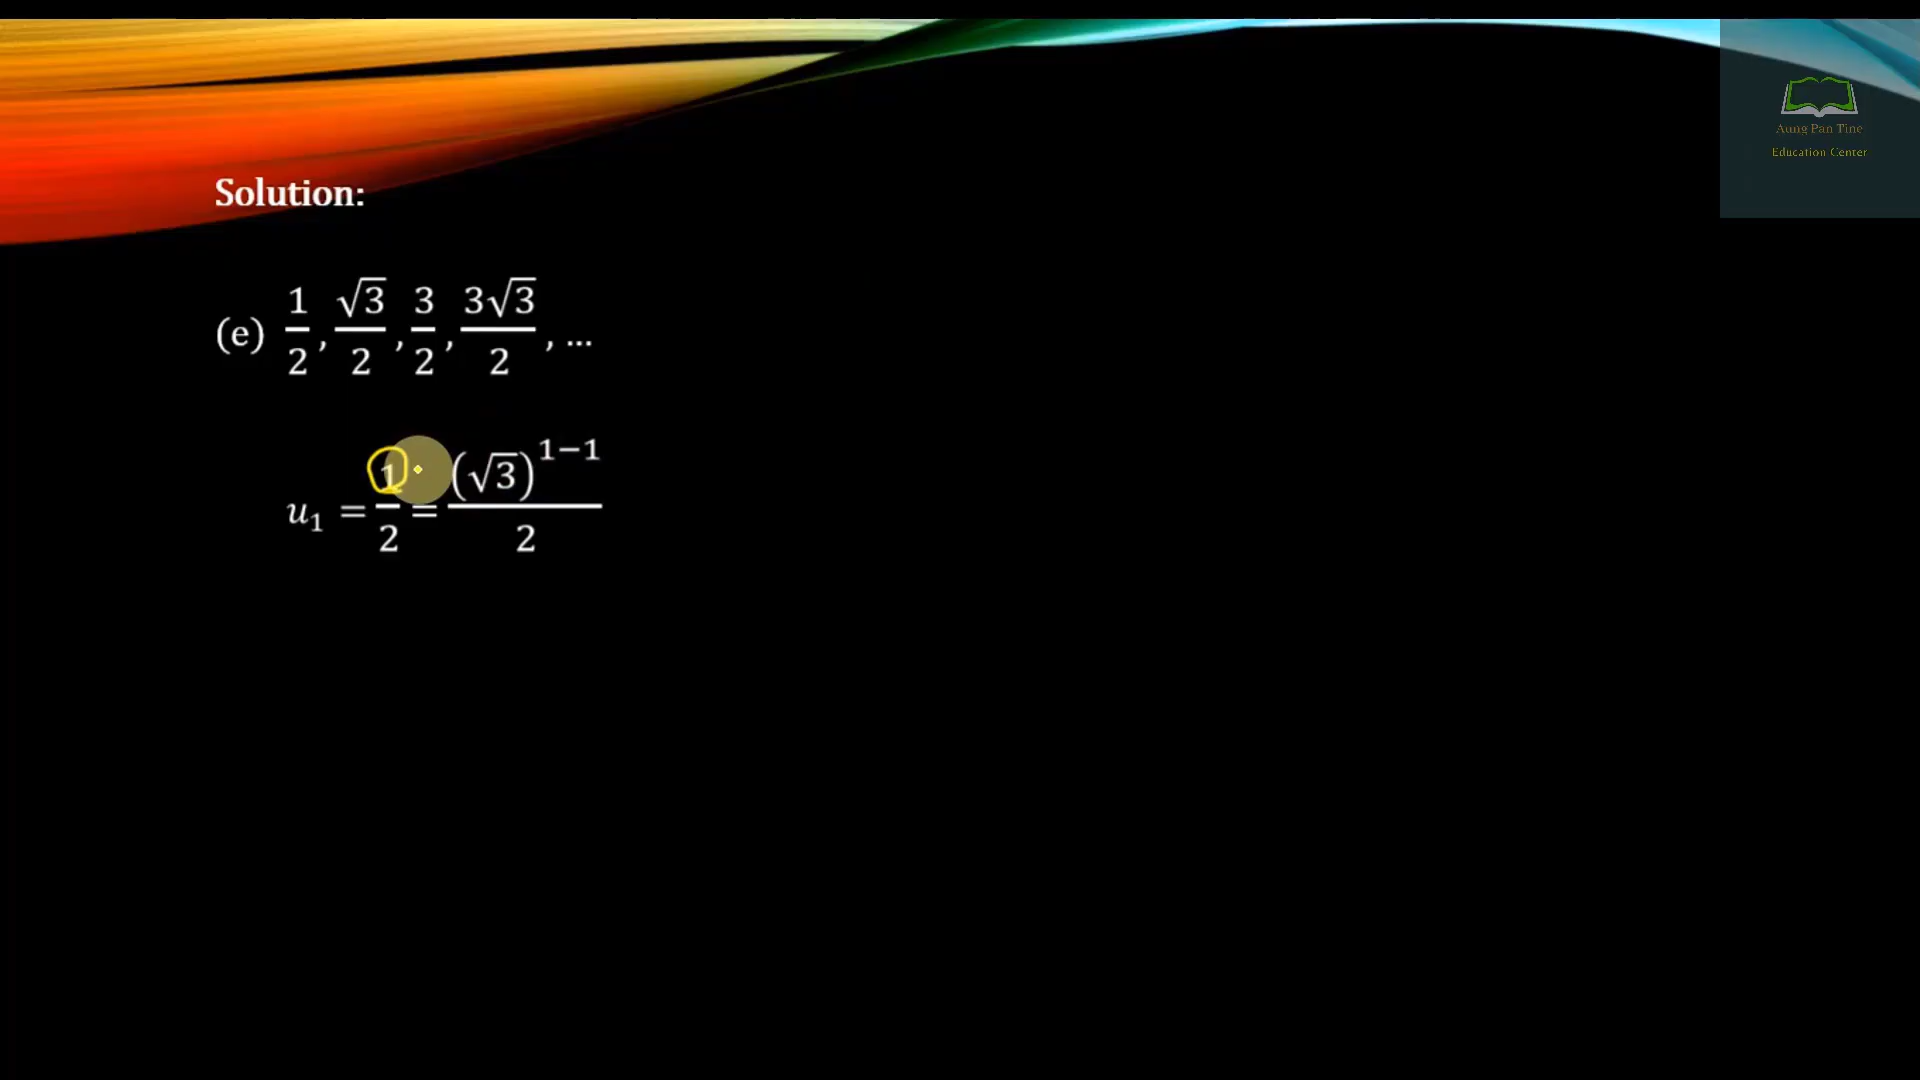 Aung Pan Tine
Education Center
Solution:
(e) 1/2, √3/2, 3/2, 3√3/2, ...
u₁ = 1/2 = (√3)^(1−1)/2